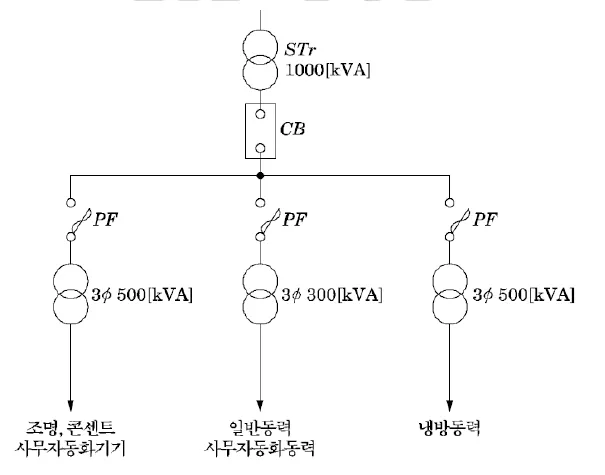 STr
1000[kVA]
CB
PF
PF
PF
3ϕ 500[kVA]
3ϕ 300[kVA]
3ϕ 500[kVA]
조명, 콘센트
사무자동화기기
일반동력
사무자동화동력
냉방동력